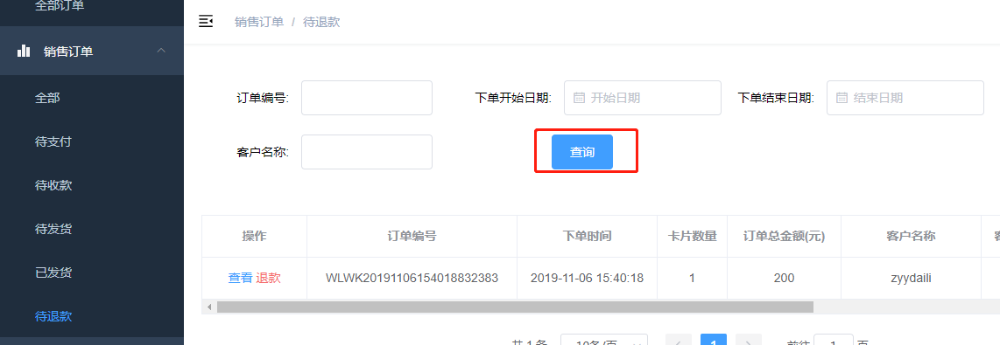 全部订单
销售订单
全部
待支付
待收款
待发货
已发货
待退款
销售订单 / 待退款
订单编号:
下单开始日期: 开始日期
下单结束日期: 结束日期
客户名称:
查询
操作 订单编号 下单时间 卡片数量 订单总金额(元) 客户名称
查看 退款 WLWK20191106154018832383 2019-11-06 15:40:18 1 200 zyydaili
共 1 条 10条/页 1 前往 1 页